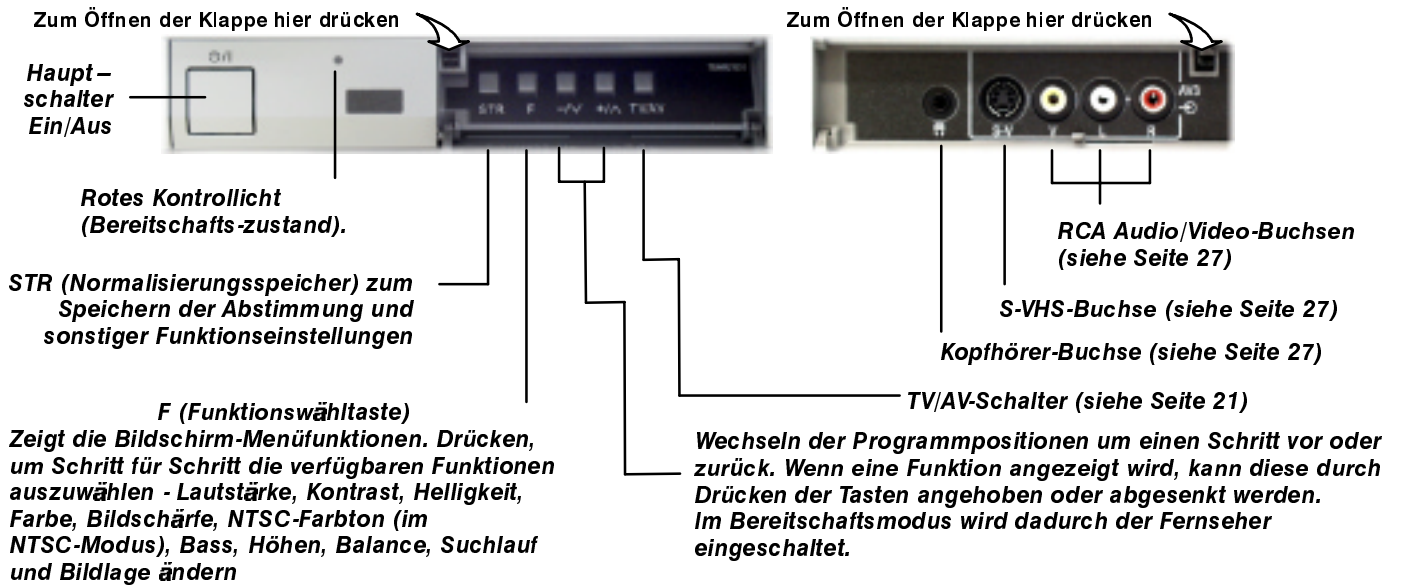 Zum Öffnen der Klappe hier drücken
Zum Öffnen der Klappe hier drücken
Haupt–
schalter
Ein/Aus
STR
F
–/∨
+/∧
TV/AV
S-V
V
L
R
AV3
Rotes Kontrollicht
(Bereitschafts-zustand).
RCA Audio/Video-Buchsen
(siehe Seite 27)
STR (Normalisierungsspeicher) zum
Speichern der Abstimmung und
sonstiger Funktionseinstellungen
S-VHS-Buchse (siehe Seite 27)
Kopfhörer-Buchse (siehe Seite 27)
TV/AV-Schalter (siehe Seite 21)
F (Funktionswähltaste)
Zeigt die Bildschirm-Menüfunktionen. Drücken,
um Schritt für Schritt die verfügbaren Funktionen
auszuwählen - Lautstärke, Kontrast, Helligkeit,
Farbe, Bildschärfe, NTSC-Farbton (im
NTSC-Modus), Bass, Höhen, Balance, Suchlauf
und Bildlage ändern
Wechseln der Programmpositionen um einen Schritt vor oder
zurück. Wenn eine Funktion angezeigt wird, kann diese durch
Drücken der Tasten angehoben oder abgesenkt werden.
Im Bereitschaftsmodus wird dadurch der Fernseher
eingeschaltet.